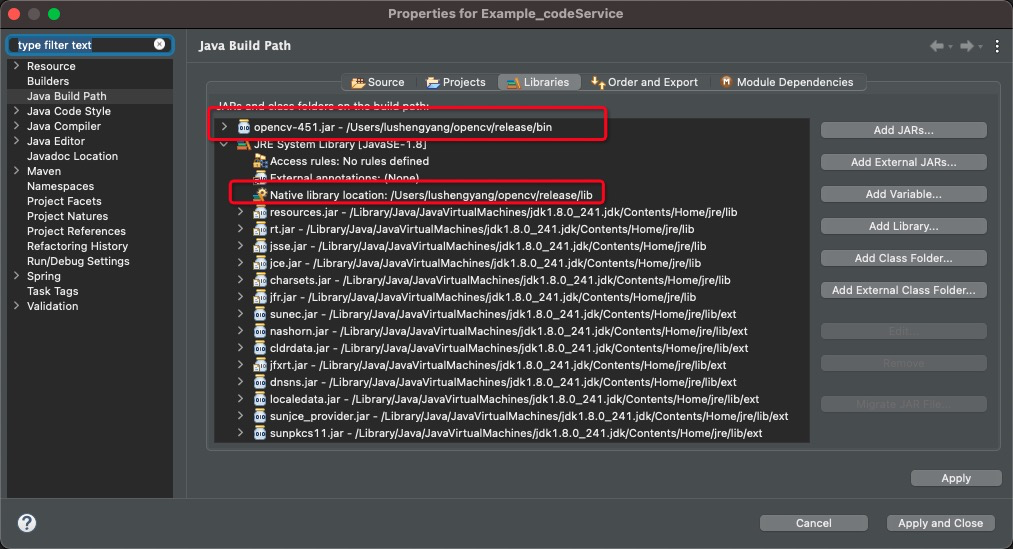 Properties for Example_codeService
type filter text
Java Build Path
Resource
Builders
Java Build Path
Java Code Style
Java Compiler
Java Editor
Javadoc Location
Maven
Namespaces
Project Facets
Project Natures
Project References
Refactoring History
Run/Debug Settings
Spring
Task Tags
Validation
Source
Projects
Libraries
Order and Export
Module Dependencies
JARs and class folders on the build path:
opencv-451.jar - /Users/lushengyang/opencv/release/bin
JRE System Library [JavaSE-1.8]
Access rules: No rules defined
External annotations: (None)
Native library location: /Users/lushengyang/opencv/release/lib
resources.jar - /Library/Java/JavaVirtualMachines/jdk1.8.0_241.jdk/Contents/Home/jre/lib
rt.jar - /Library/Java/JavaVirtualMachines/jdk1.8.0_241.jdk/Contents/Home/jre/lib
jsse.jar - /Library/Java/JavaVirtualMachines/jdk1.8.0_241.jdk/Contents/Home/jre/lib
jce.jar - /Library/Java/JavaVirtualMachines/jdk1.8.0_241.jdk/Contents/Home/jre/lib
charsets.jar - /Library/Java/JavaVirtualMachines/jdk1.8.0_241.jdk/Contents/Home/jre/lib
jfr.jar - /Library/Java/JavaVirtualMachines/jdk1.8.0_241.jdk/Contents/Home/jre/lib
sunec.jar - /Library/Java/JavaVirtualMachines/jdk1.8.0_241.jdk/Contents/Home/jre/lib/ext
nashorn.jar - /Library/Java/JavaVirtualMachines/jdk1.8.0_241.jdk/Contents/Home/jre/lib/ext
cldrdata.jar - /Library/Java/JavaVirtualMachines/jdk1.8.0_241.jdk/Contents/Home/jre/lib/ext
jfxrt.jar - /Library/Java/JavaVirtualMachines/jdk1.8.0_241.jdk/Contents/Home/jre/lib/ext
dnsns.jar - /Library/Java/JavaVirtualMachines/jdk1.8.0_241.jdk/Contents/Home/jre/lib/ext
localedata.jar - /Library/Java/JavaVirtualMachines/jdk1.8.0_241.jdk/Contents/Home/jre/lib/ext
sunjce_provider.jar - /Library/Java/JavaVirtualMachines/jdk1.8.0_241.jdk/Contents/Home/jre/lib/ext
sunpkcs11.jar - /Library/Java/JavaVirtualMachines/jdk1.8.0_241.jdk/Contents/Home/jre/lib/ext
Add JARs...
Add External JARs...
Add Variable...
Add Library...
Add Class Folder...
Add External Class Folder...
Edit...
Remove
Migrate JAR File...
Apply
Cancel
Apply and Close